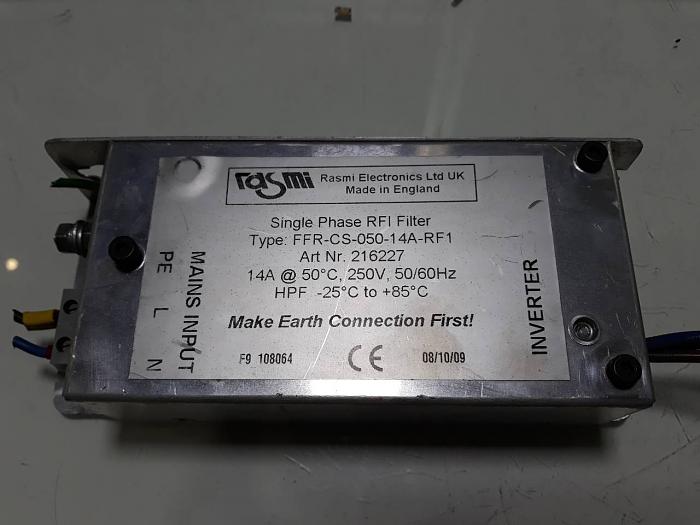 rasmi
Rasmi Electronics Ltd UK
Made in England
Single Phase RFI Filter
Type: FFR-CS-050-14A-RF1
Art Nr. 216227
14A @ 50°C, 250V, 50/60Hz
HPF -25°C to +85°C
Make Earth Connection First!
F9 108064
CE
08/10/09
MAINS INPUT
PE L N
INVERTER